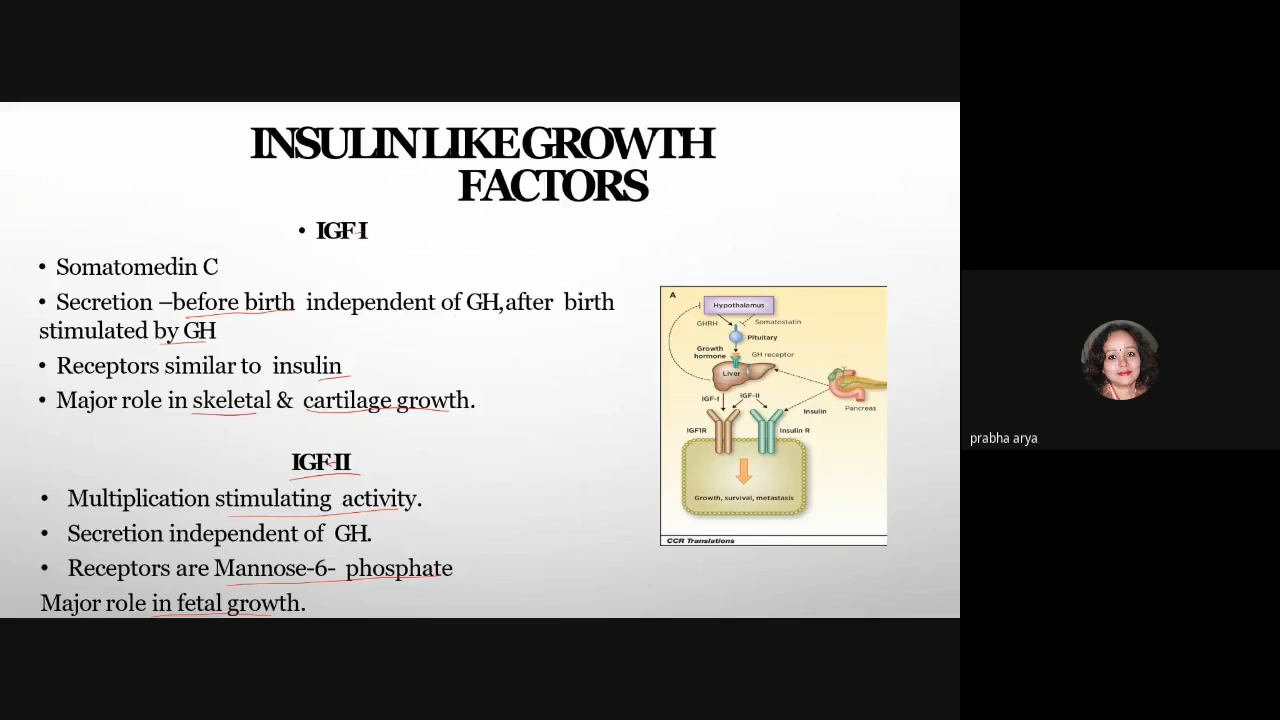 INSULIN LIKE GROWTH
FACTORS
• IGF-I
• Somatomedin C
• Secretion –before birth independent of GH,after birth
stimulated by GH
• Receptors similar to insulin
• Major role in skeletal & cartilage growth.
IGF-II
• Multiplication stimulating activity.
• Secretion independent of GH.
• Receptors are Mannose-6- phosphate
Major role in fetal growth.
A
Hypothalamus
GHRH
Somatostatin
Pituitary
Growth
hormone
GH receptor
Liver
IGF-I
IGF-II
Insulin
Pancreas
IGF1R
Insulin R
Growth, survival, metastasis
CCR Translations
prabha arya